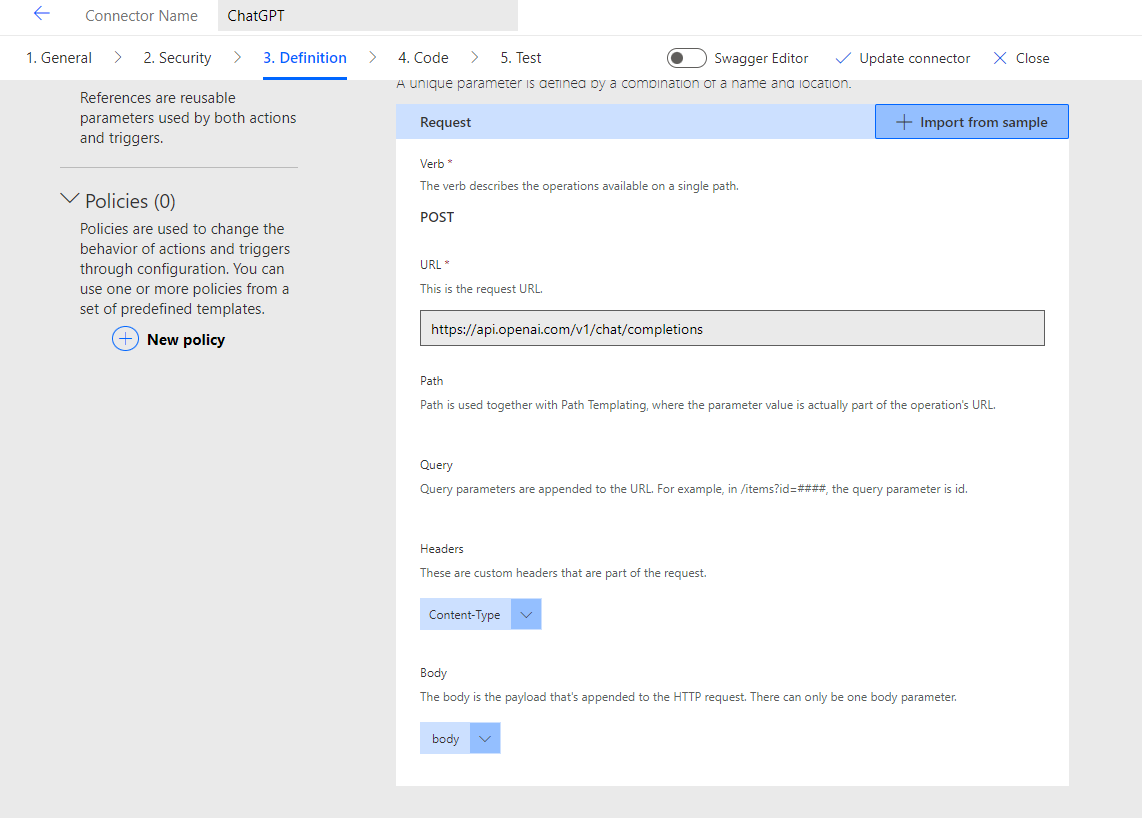 Connector Name
ChatGPT
1. General
2. Security
3. Definition
4. Code
5. Test
Swagger Editor
Update connector
Close
References are reusable
parameters used by both actions
and triggers.
Policies (0)
Policies are used to change the
behavior of actions and triggers
through configuration. You can
use one or more policies from a
set of predefined templates.
New policy
A unique parameter is defined by a combination of a name and location.
Request
Import from sample
Verb *
The verb describes the operations available on a single path.
POST
URL *
This is the request URL.
https://api.openai.com/v1/chat/completions
Path
Path is used together with Path Templating, where the parameter value is actually part of the operation's URL.
Query
Query parameters are appended to the URL. For example, in /items?id=####, the query parameter is id.
Headers
These are custom headers that are part of the request.
Content-Type
Body
The body is the payload that's appended to the HTTP request. There can only be one body parameter.
body